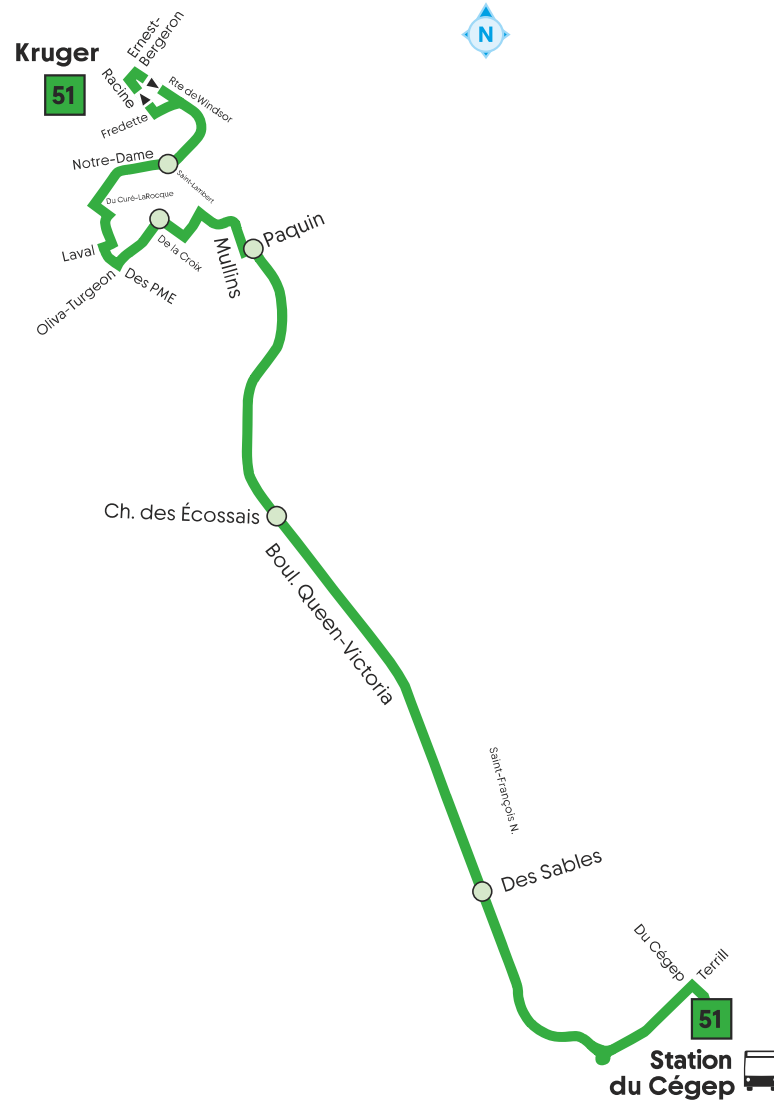 N
Kruger
51
Ernest-
Bergeron
Racine
Rte de Windsor
Fredette
Notre-Dame
Saint-Lambert
Du Curé-LaRocque
Paquin
Mullins
De la Croix
Laval
Des PME
Oliva-Turgeon
Ch. des Écossais
Boul. Queen-Victoria
Saint-François N.
Des Sables
Du Cégep
Terrill
51
Station
du Cégep